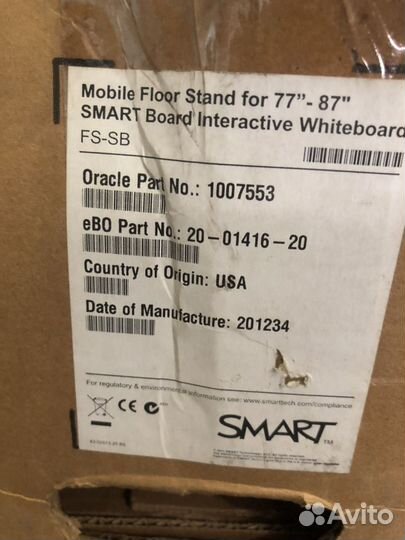 Mobile Floor Stand for 77"- 87"
SMART Board Interactive Whiteboard
FS-SB
Oracle Part No.: 1007553
eBO Part No.: 20-01416-20
Country of Origin: USA
Date of Manufacture: 201234
For regulatory & environmental information see: www.smarttech.com/compliance
CE
SMART™
Avito